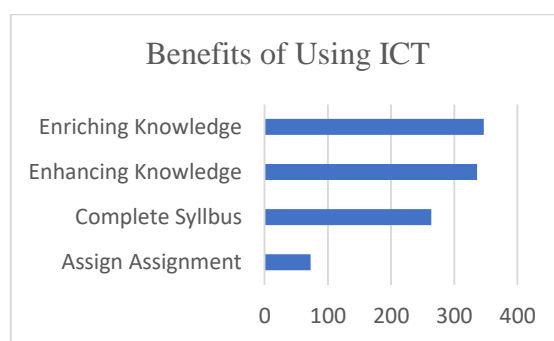 Benefits of Using ICT
Enriching Knowledge
Enhancing Knowledge
Complete Syllbus
Assign Assignment
0 100 200 300 400